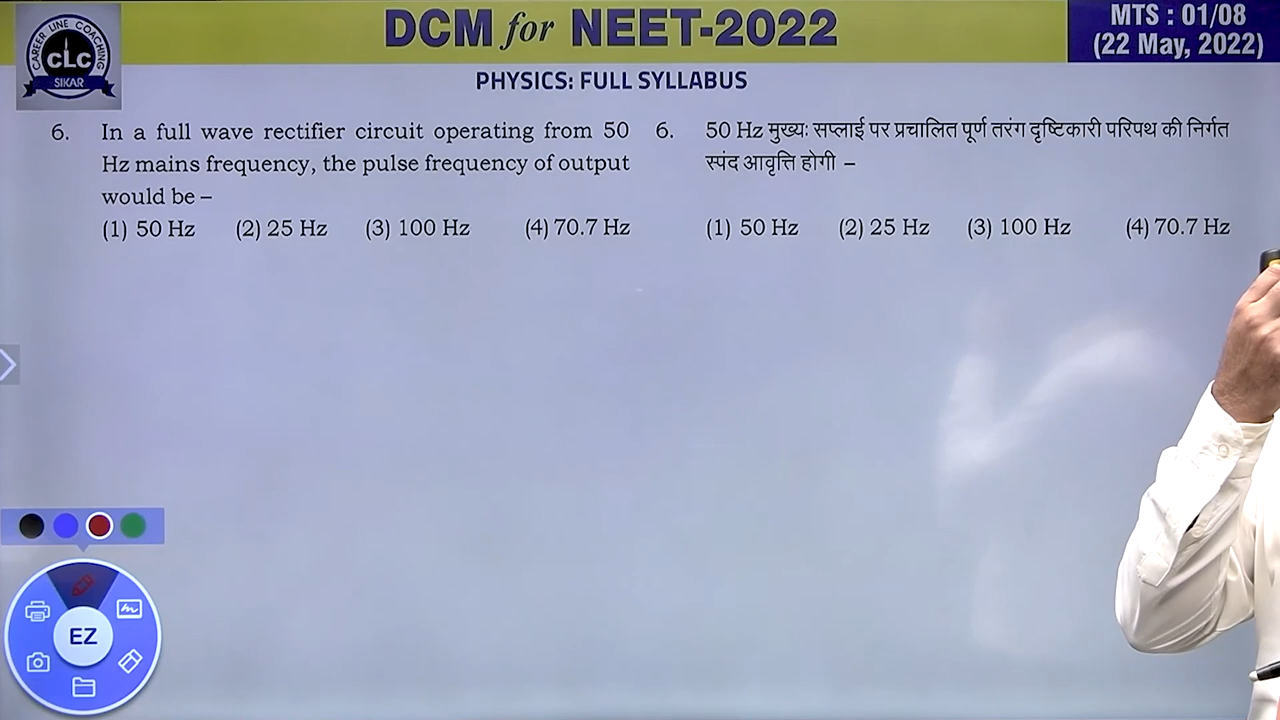 DCM for NEET-2022
MTS : 01/08
(22 May, 2022)
CAREER LINE COACHING
CLC
SIKAR
PHYSICS: FULL SYLLABUS
6. In a full wave rectifier circuit operating from 50
Hz mains frequency, the pulse frequency of output
would be –
(1) 50 Hz (2) 25 Hz (3) 100 Hz (4) 70.7 Hz
6. 50 Hz मुख्यः सप्लाई पर प्रचालित पूर्ण तरंग दृष्टिकारी परिपथ की निर्गत
स्पंद आवृत्ति होगी –
(1) 50 Hz (2) 25 Hz (3) 100 Hz (4) 70.7 Hz
EZ